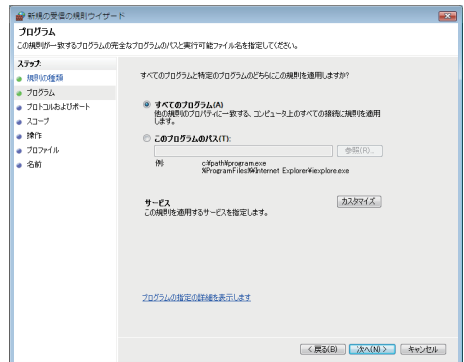 新規の受信の規則ウィザード
プログラム
この規則が一致するプログラムの完全なプログラムのパスと実行可能ファイル名を指定してください。
ステップ:
規則の種類
プログラム
プロトコルおよびポート
スコープ
操作
プロファイル
名前
すべてのプログラムと特定のプログラムのどちらにこの規則を適用しますか?
すべてのプログラム(A)
他の規則のプロパティに一致する、コンピュータ上のすべての接続に規則を適用
します。
このプログラムのパス(T):
参照(R)...
例:
c:¥path¥program.exe
%ProgramFiles%¥Internet Explorer¥iexplore.exe
サービス
カスタマイズ
この規則を適用するサービスを指定します。
プログラムの指定の詳細を表示します
< 戻る(B)
次へ(N) >
キャンセル